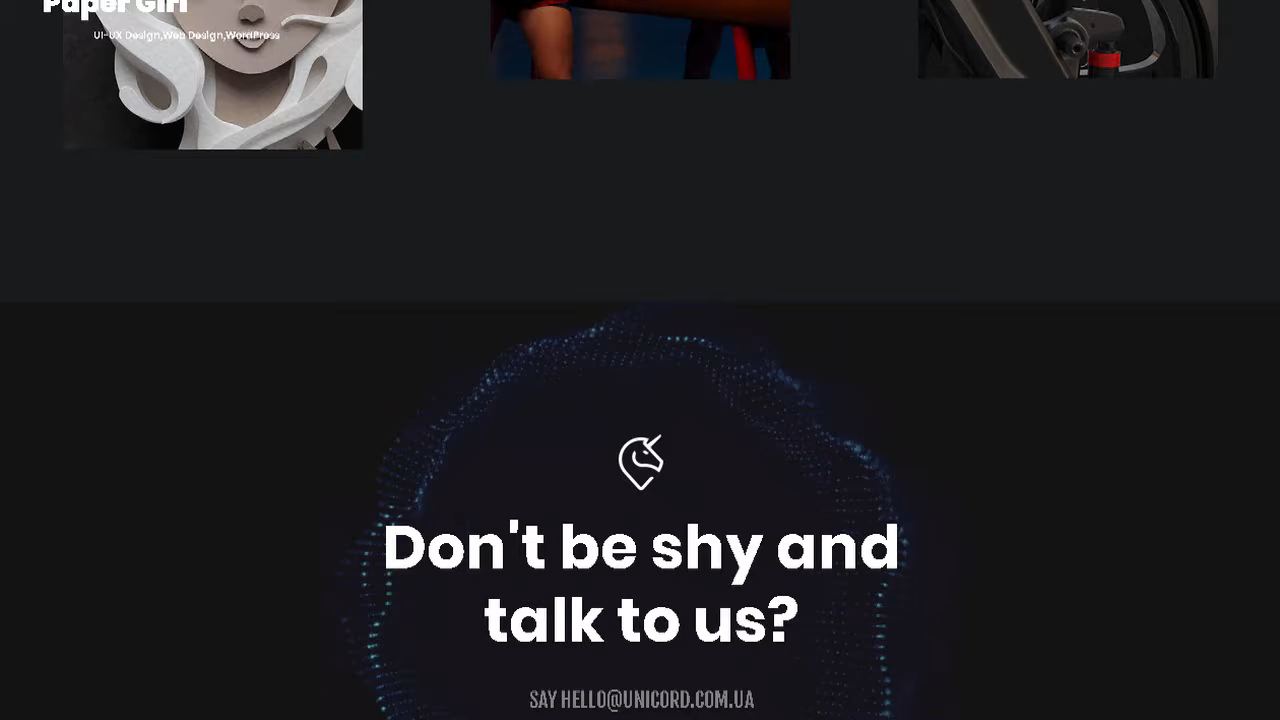 Paper Girl
UI-UX Design,Web Design,WordPress
Don't be shy and
talk to us?
SAY HELLO@UNICORD.COM.UA